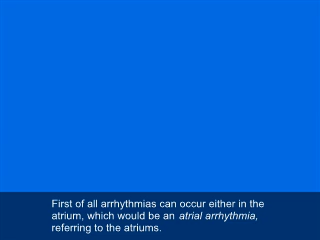 First of all arrhythmias can occur either in the
atrium, which would be an atrial arrhythmia,
referring to the atriums.